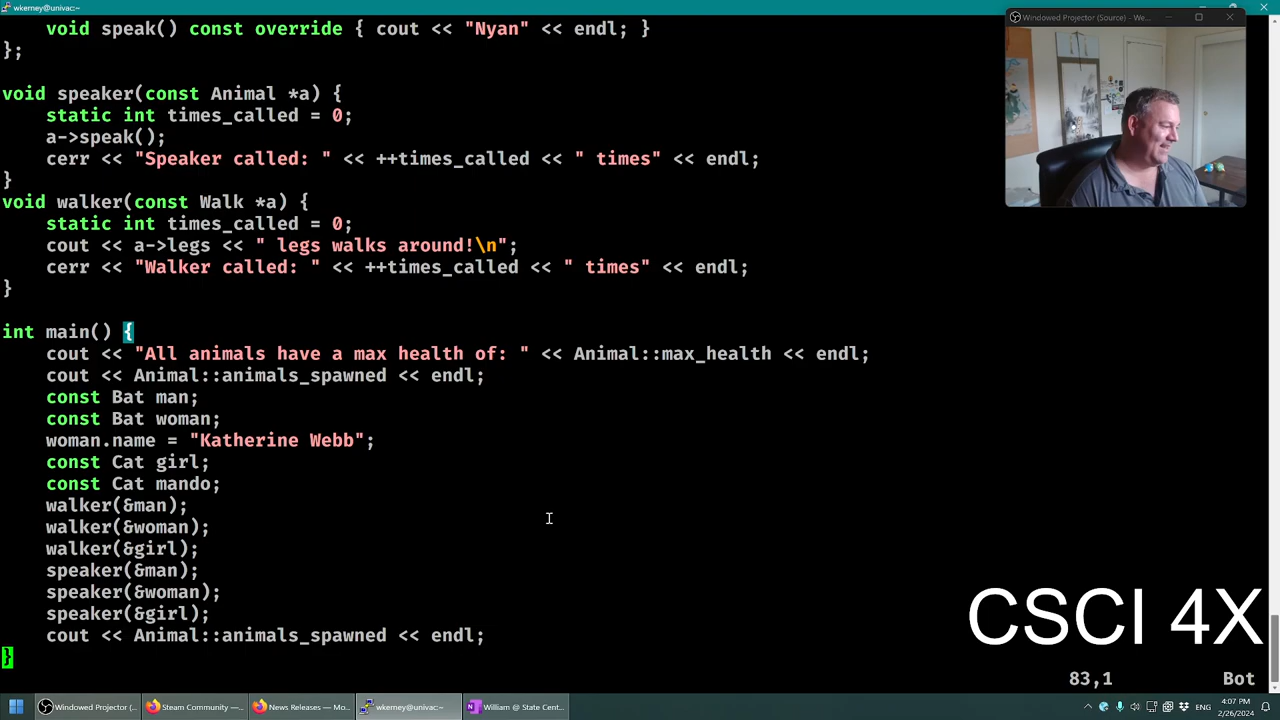 wkerney@univac:~
    void speak() const override { cout << "Nyan" << endl; }
};
void speaker(const Animal *a) {
    static int times_called = 0;
    a->speak();
    cerr << "Speaker called: " << ++times_called << " times" << endl;
}
void walker(const Walk *a) {
    static int times_called = 0;
    cout << a->legs << " legs walks around!\n";
    cerr << "Walker called: " << ++times_called << " times" << endl;
}
int main() {
    cout << "All animals have a max health of: " << Animal::max_health << endl;
    cout << Animal::animals_spawned << endl;
    const Bat man;
    const Bat woman;
    woman.name = "Katherine Webb";
    const Cat girl;
    const Cat mando;
    walker(&man);
    walker(&woman);
    walker(&girl);
    speaker(&man);
    speaker(&woman);
    speaker(&girl);
    cout << Animal::animals_spawned << endl;
}
83,1 Bot
Windowed Projector (Source) - We...
CSCI 4X
Windowed Projector (... Steam Community —... News Releases — Mo... wkerney@univac:~ William @ State Cent...
4:07 PM
2/26/2024